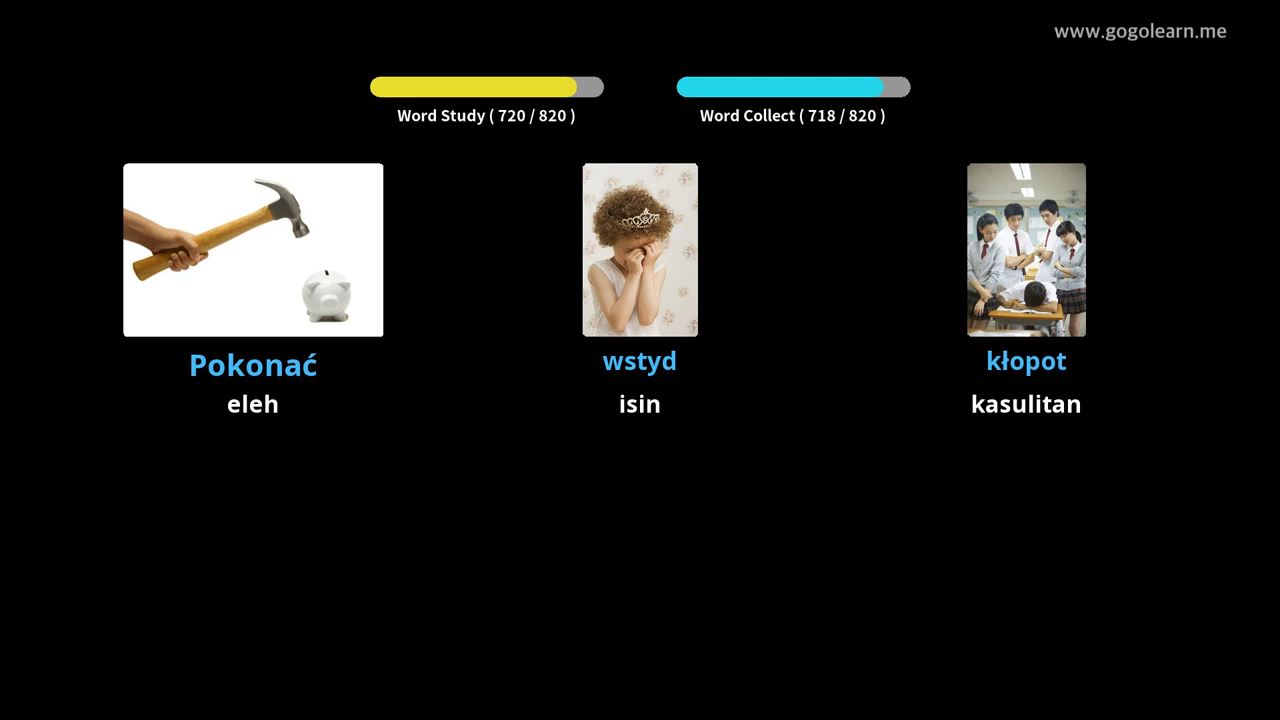 www.gogolearn.me
Word Study ( 720 / 820 )
Word Collect ( 718 / 820 )
Pokonać
wstyd
kłopot
eleh
isin
kasulitan